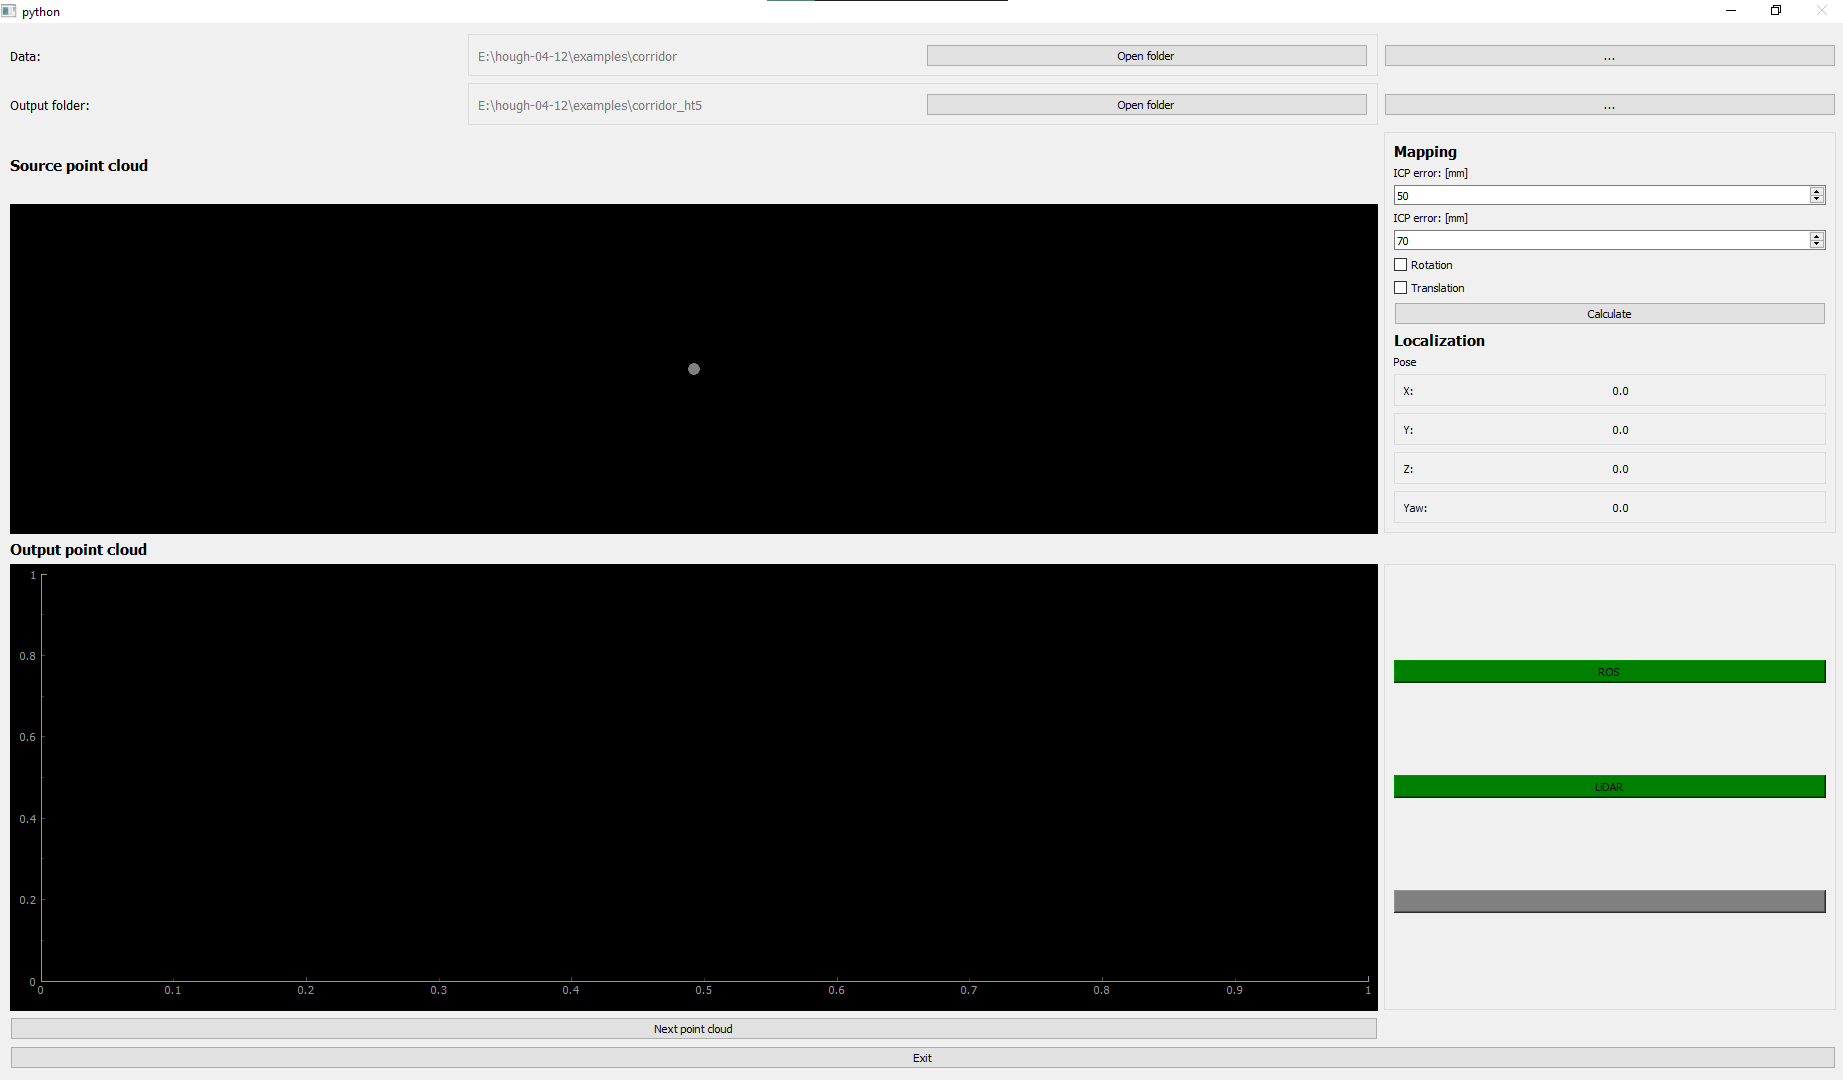 python
Data:
E:\hough-04-12\examples\corridor
Open folder
...
Output folder:
E:\hough-04-12\examples\corridor_ht5
Open folder
...
Source point cloud
Mapping
ICP error: [mm]
50
ICP error: [mm]
70
Rotation
Translation
Calculate
Localization
Pose
X: 0.0
Y: 0.0
Z: 0.0
Yaw: 0.0
Output point cloud
1
0.8
0.6
0.4
0.2
0
0 0.1 0.2 0.3 0.4 0.5 0.6 0.7 0.8 0.9 1
ROS
LiDAR
Next point cloud
Exit